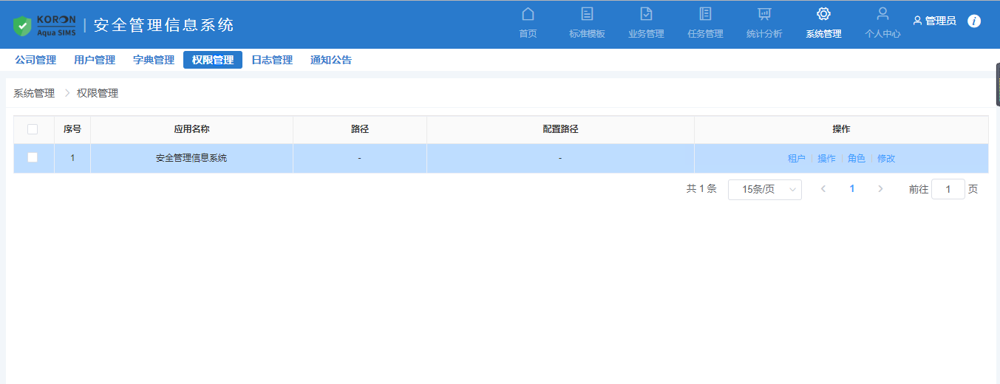 KORON
Aqua SIMS
安全管理信息系统
首页 标准模板 业务管理 任务管理 统计分析 系统管理 个人中心
管理员 i
公司管理 用户管理 字典管理 权限管理 日志管理 通知公告
系统管理 > 权限管理
序号 应用名称 路径 配置路径 操作
1 安全管理信息系统 - - 租户 | 操作 | 角色 | 修改
共 1 条 15条/页 < 1 > 前往 1 页